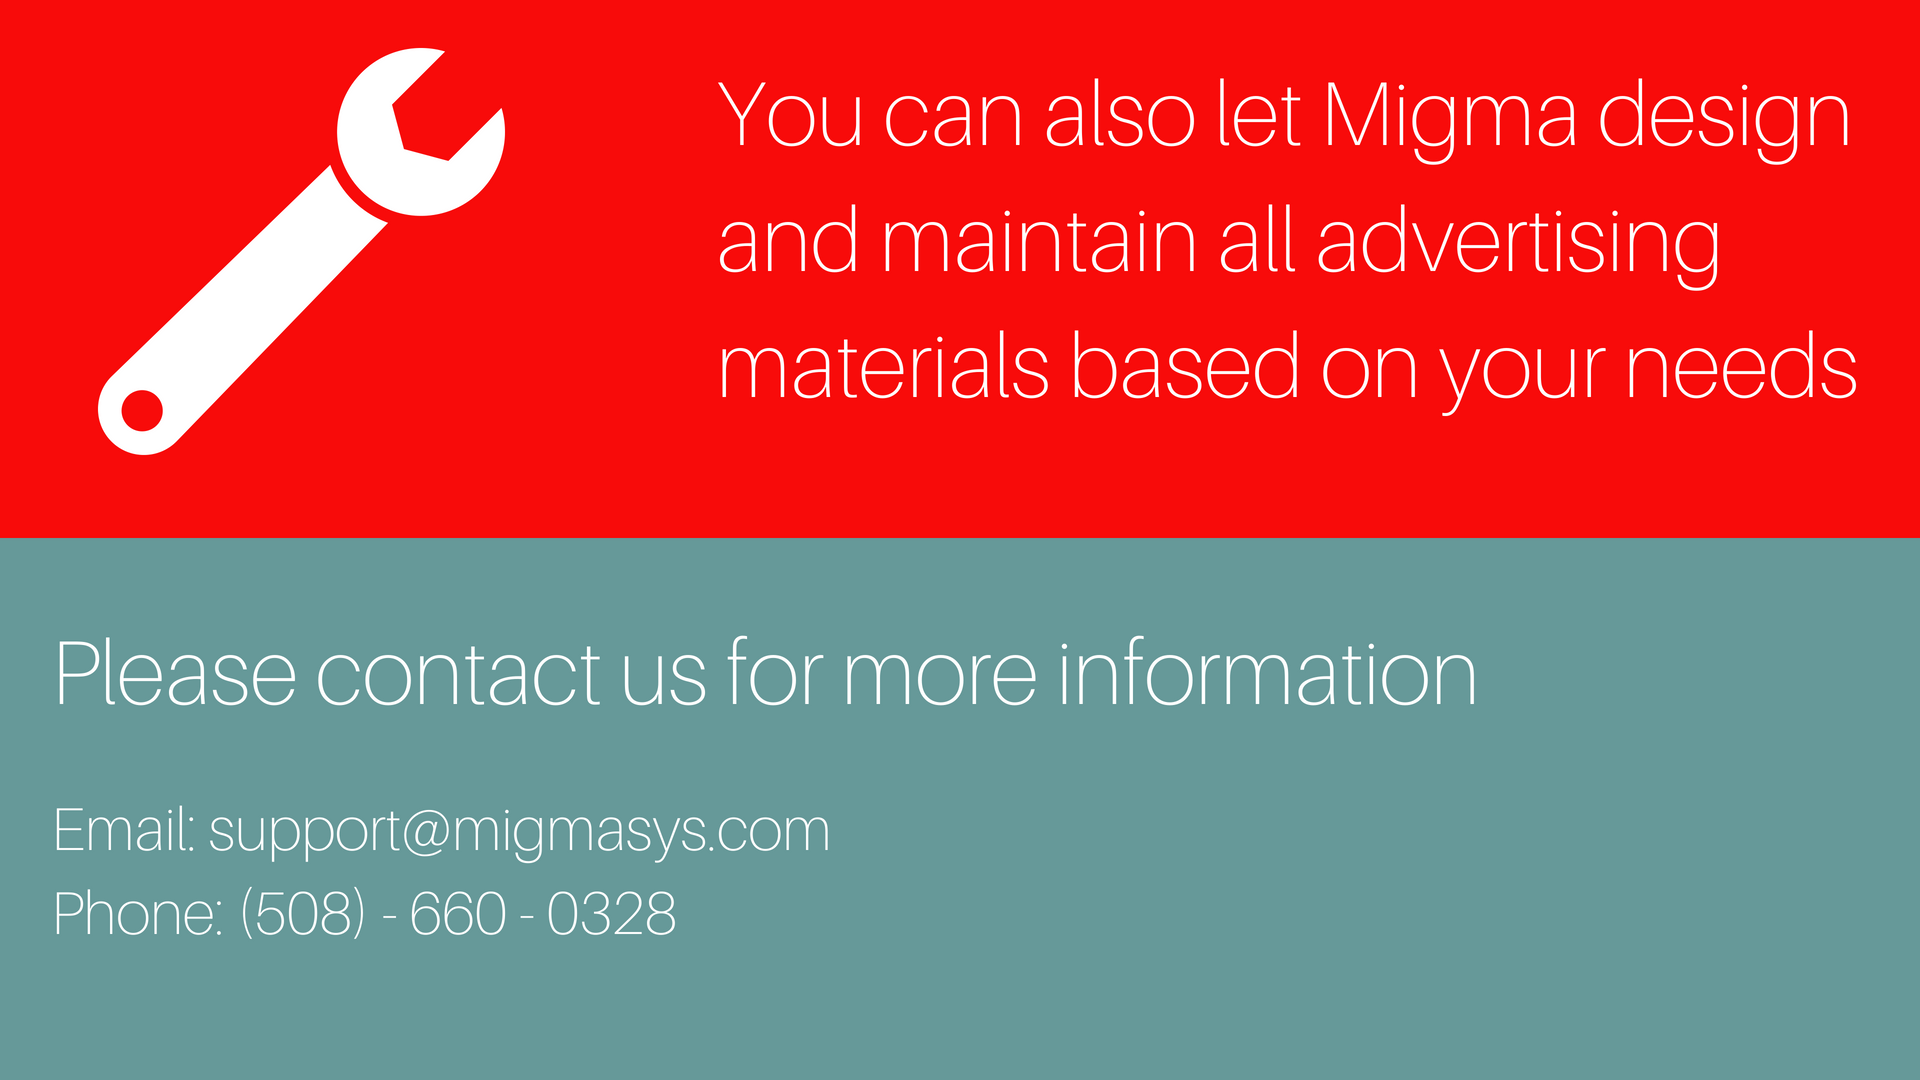 You can also let Migma design
and maintain all advertising
materials based on your needs
Please contact us for more information
Email: support@migmasys.com
Phone: (508) - 660 - 0328